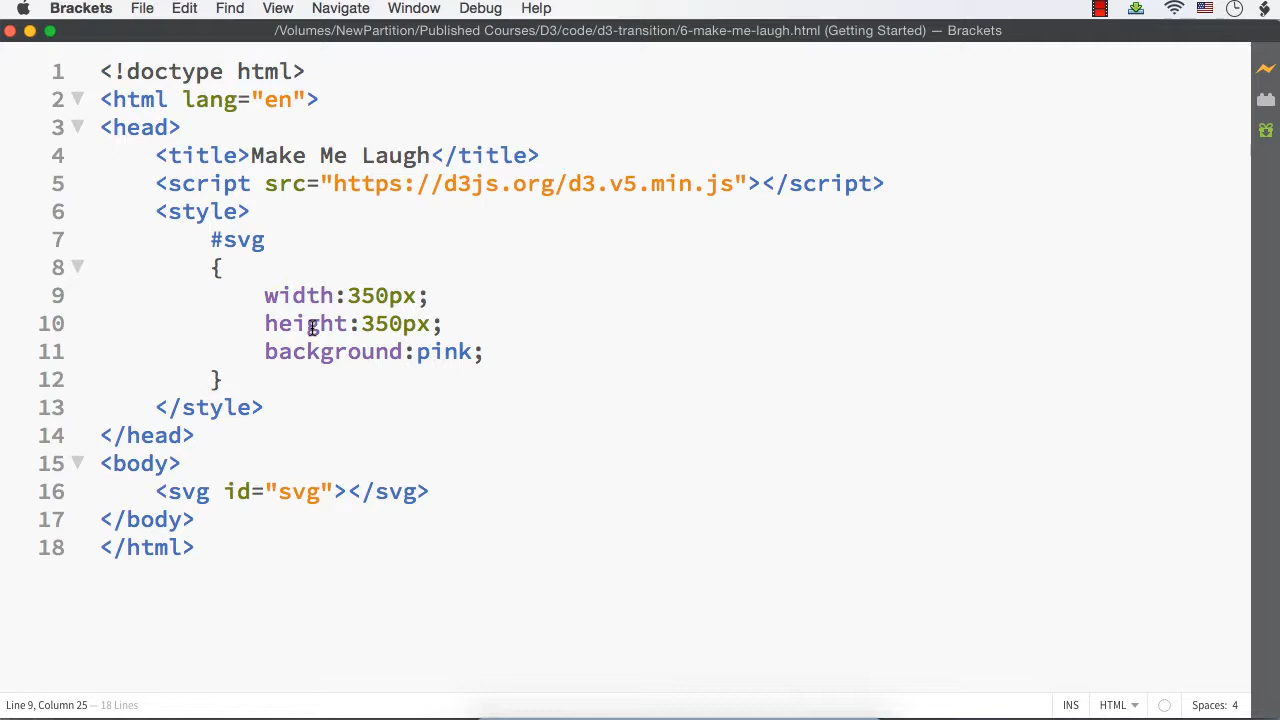 Brackets File Edit Find View Navigate Window Debug Help
/Volumes/NewPartition/Published Courses/D3/code/d3-transition/6-make-me-laugh.html (Getting Started) — Brackets
1 <!doctype html>
2 <html lang="en">
3 <head>
4 <title>Make Me Laugh</title>
5 <script src="https://d3js.org/d3.v5.min.js"></script>
6 <style>
7 #svg
8 {
9 width:350px;
10 height:350px;
11 background:pink;
12 }
13 </style>
14 </head>
15 <body>
16 <svg id="svg"></svg>
17 </body>
18 </html>
Line 9, Column 25 — 18 Lines INS HTML Spaces: 4